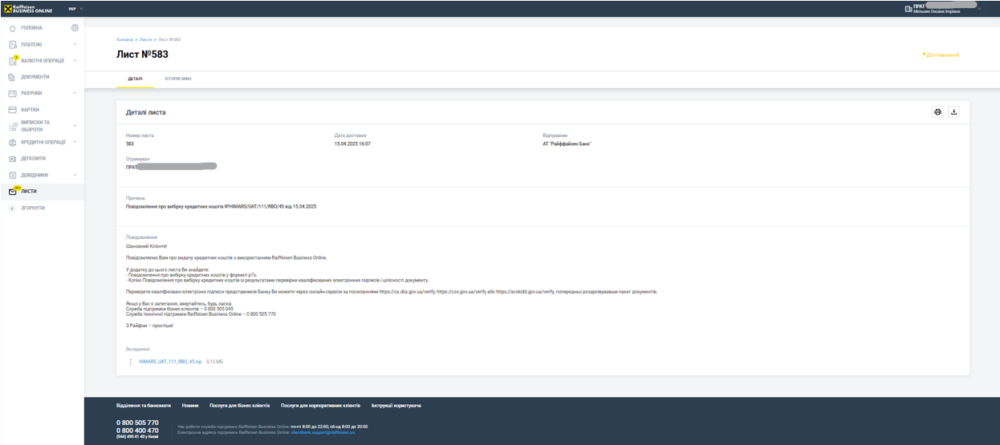 Raiffeisen
BUSINESS ONLINE
УКР
ПРАТ
Мельник Оксана Ігорівна
ГОЛОВНА
ПЛАТЕЖІ
ВАЛЮТНІ ОПЕРАЦІЇ
ДОКУМЕНТИ
РАХУНКИ
КАРТКИ
ВИПИСКИ ТА
ОБОРОТИ
КРЕДИТНІ ОПЕРАЦІЇ
ДЕПОЗИТИ
ДОВІДНИКИ
ЛИСТИ
ЗГОРНУТИ
Головна Листи Лист №583
Лист №583
Доставлений
ДЕТАЛІ ІСТОРІЯ ЗМІН
Деталі листа
Номер листа Дата доставки Відправник
583 15.04.2025 16:07 АТ "Райффайзен Банк"
Отримувач
ПРАТ
Причина
Повідомлення про вибірку кредитних коштів №HIMARS/UAT/111/RBO/45 від 15.04.2025
Повідомлення
Шановний Клієнте!
Повідомляємо Вам про видачу кредитних коштів з використанням Raiffeisen Business Online.
У додатку до цього листа Ви знайдете:
- Повідомлення про вибірку кредитних коштів у форматі p7s.
- Копію Повідомлення про вибірку кредитних коштів із результатами перевірки кваліфікованих електронних підписів і цілісності документу.
Перевірити кваліфіковані електронні підписи представників Банку Ви можете через онлайн-сервіси за посиланнями https://ca.diia.gov.ua/verify, https://czo.gov.ua/verify або https://acskidd.gov.ua/verify, попередньо розархівувавши пакет документів.
Якщо у Вас є запитання, звертайтесь, будь ласка:
Служба підтримки бізнес-клієнтів – 0 800 505 045
Служба технічної підтримки Raiffeisen Business Online – 0 800 505 770
З Райфом – простіше!
Вкладення
HIMARS_UAT_111_RBO_45.zip 0,13 МБ
Відділення та банкомати Новини Послуги для бізнес клієнтів Послуги для корпоративних клієнтів Інструкції користувача
0 800 505 770
0 800 400 470
(044) 495 41 40 у Києві
Час роботи служби підтримки Raiffeisen Business Online: пн-пт 8:00 до 22:00; сб-нд 8:00 до 20:00
Електронна адреса підтримки Raiffeisen Business Online: clientbank.support@raiffeisen.ua